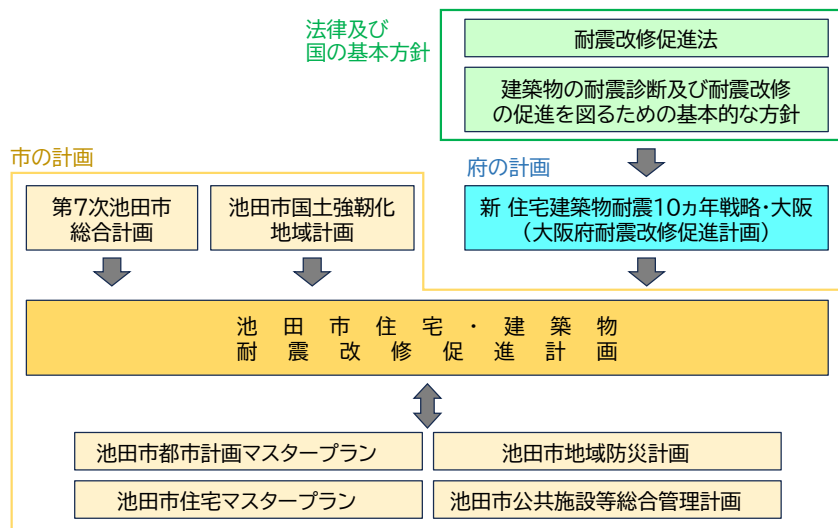 法律及び
国の基本方針
耐震改修促進法
建築物の耐震診断及び耐震改修
の促進を図るための基本的な方針
市の計画
府の計画
第7次池田市
総合計画
池田市国土強靭化
地域計画
新 住宅建築物耐震10ヵ年戦略・大阪
（大阪府耐震改修促進計画）
池田市住宅・建築物
耐震改修促進計画
池田市都市計画マスタープラン
池田市地域防災計画
池田市住宅マスタープラン
池田市公共施設等総合管理計画